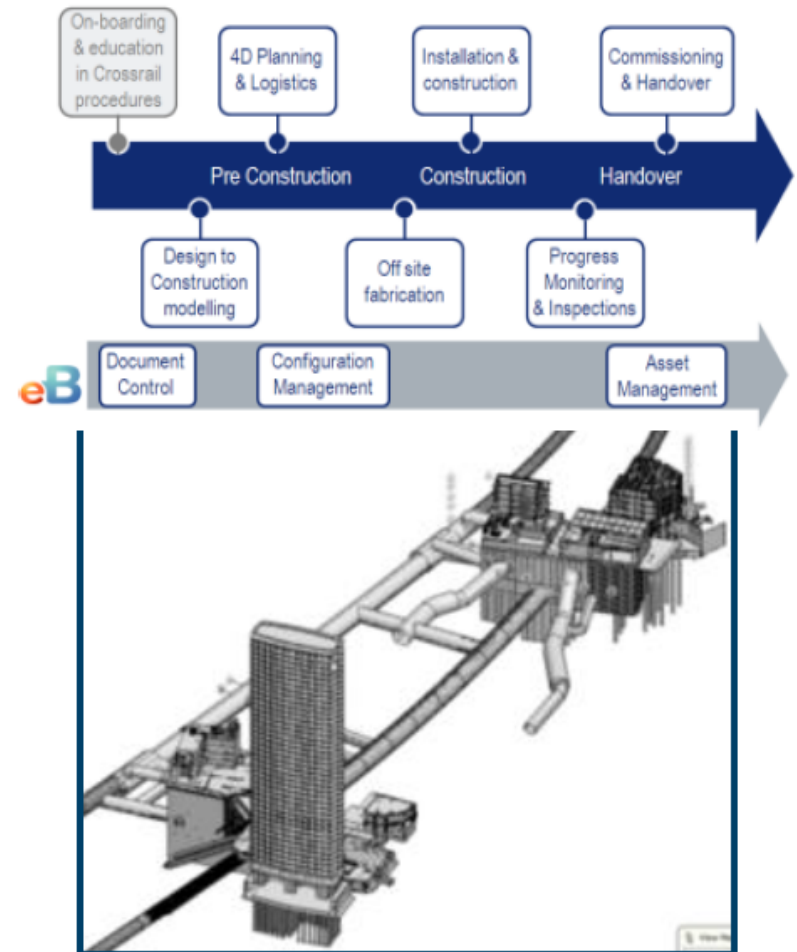 On-boarding
& education
in Crossrail
procedures
4D Planning
& Logistics
Installation &
construction
Commissioning
& Handover
Pre Construction
Construction
Handover
Design to
Construction
modelling
Off site
fabrication
Progress
Monitoring
& Inspections
eB
Document
Control
Configuration
Management
Asset
Management